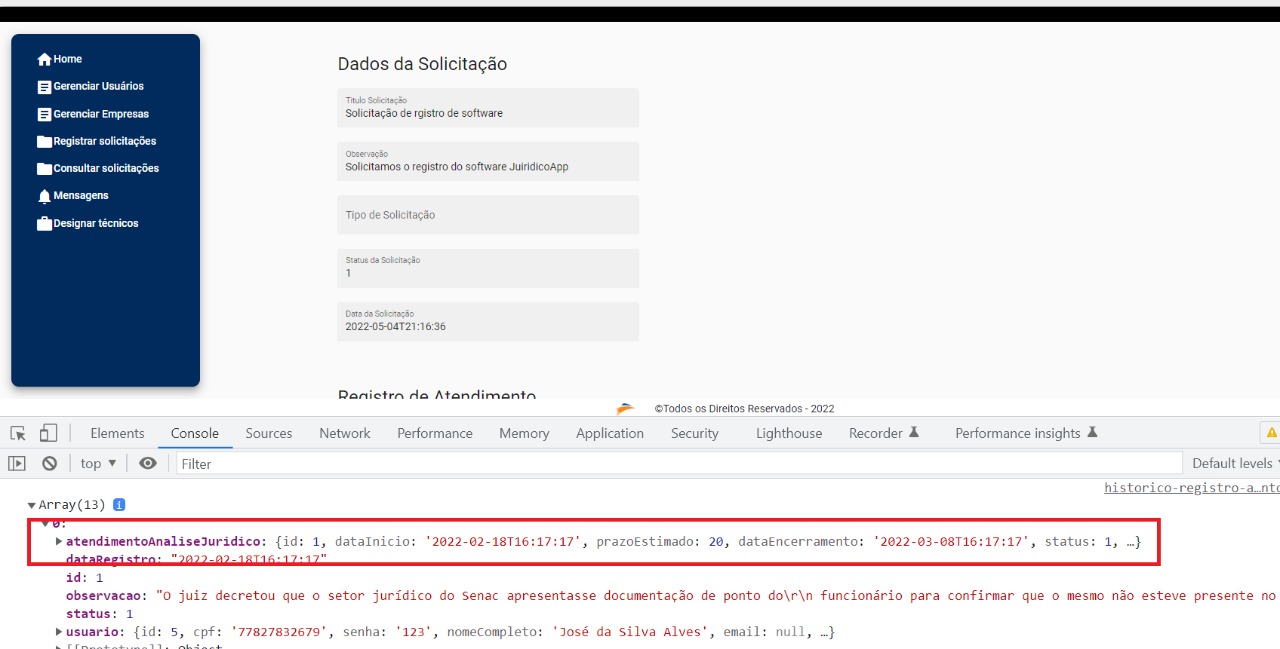 Home
Gerenciar Usuários
Gerenciar Empresas
Registrar solicitações
Consultar solicitações
Mensagens
Designar técnicos
Dados da Solicitação
Titulo Solicitação
Solicitação de rgistro de software
Observação
Solicitamos o registro do software JuiridicoApp
Tipo de Solicitação
Status da Solicitação
1
Data da Solicitação
2022-05-04T21:16:36
Registro de Atendimento
©Todos os Direitos Reservados - 2022
Elements Console Sources Network Performance Memory Application Security Lighthouse Recorder Performance insights
top Filter Default levels
historico-registro-a…nto
Array(13)
0:
atendimentoAnaliseJuridico: {id: 1, dataInicio: '2022-02-18T16:17:17', prazoEstimado: 20, dataEncerramento: '2022-03-08T16:17:17', status: 1, …}
dataRegistro: "2022-02-18T16:17:17"
id: 1
observacao: "O juiz decretou que o setor jurídico do Senac apresentasse documentação de ponto do\r\n funcionário para confirmar que o mesmo não esteve presente no
status: 1
usuario: {id: 5, cpf: '77827832679', senha: '123', nomeCompleto: 'José da Silva Alves', email: null, …}
[[Prototype]]: Object